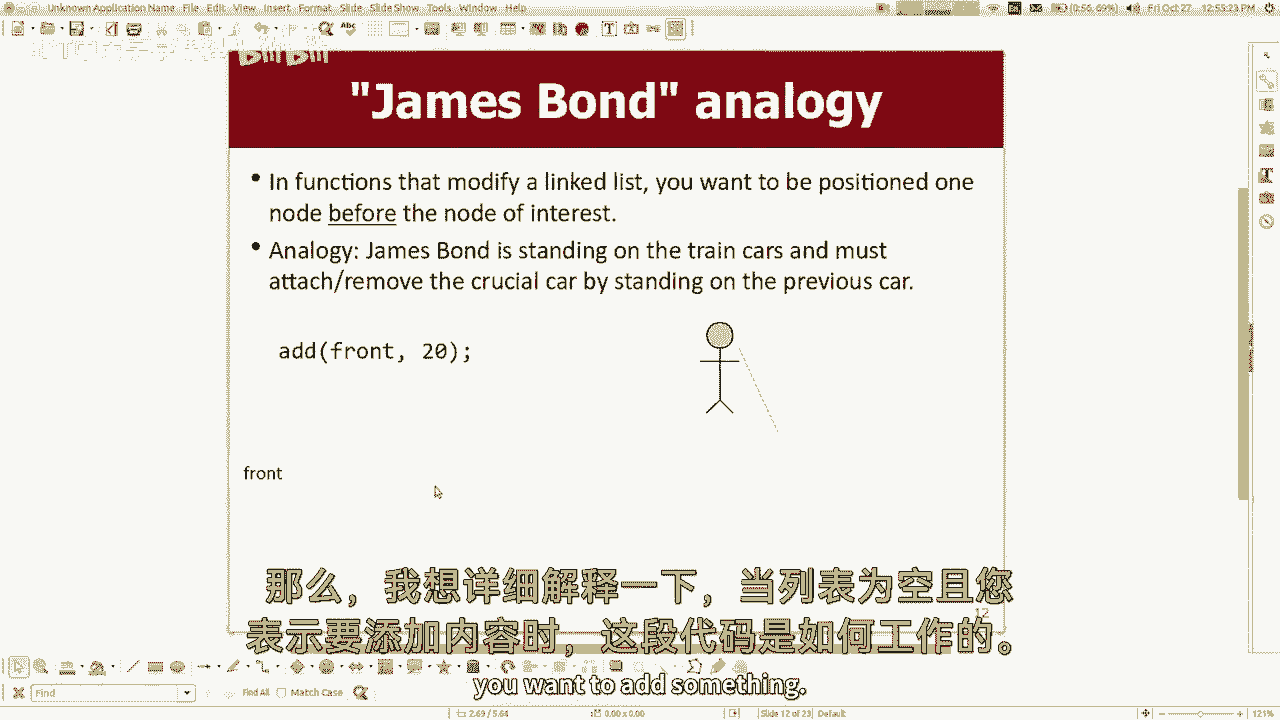 Unknown Application Name File Edit View Insert Format Slide Slide Show Tools Window Help
(0:56, 69%) Fri Oct 27 12:55:23 PM
"James Bond" analogy
• In functions that modify a linked list, you want to be positioned one
node before the node of interest.
• Analogy: James Bond is standing on the train cars and must
attach/remove the crucial car by standing on the previous car.
add(front, 20);
front
12
那么，我想详细解释一下，当列表为空且您
表示要添加内容时，这段代码是如何工作的。
you want to add something.
Find
Find All Match Case
2.69 / 5.64 0.00 x 0.00 Slide 12 of 23 Default 121%